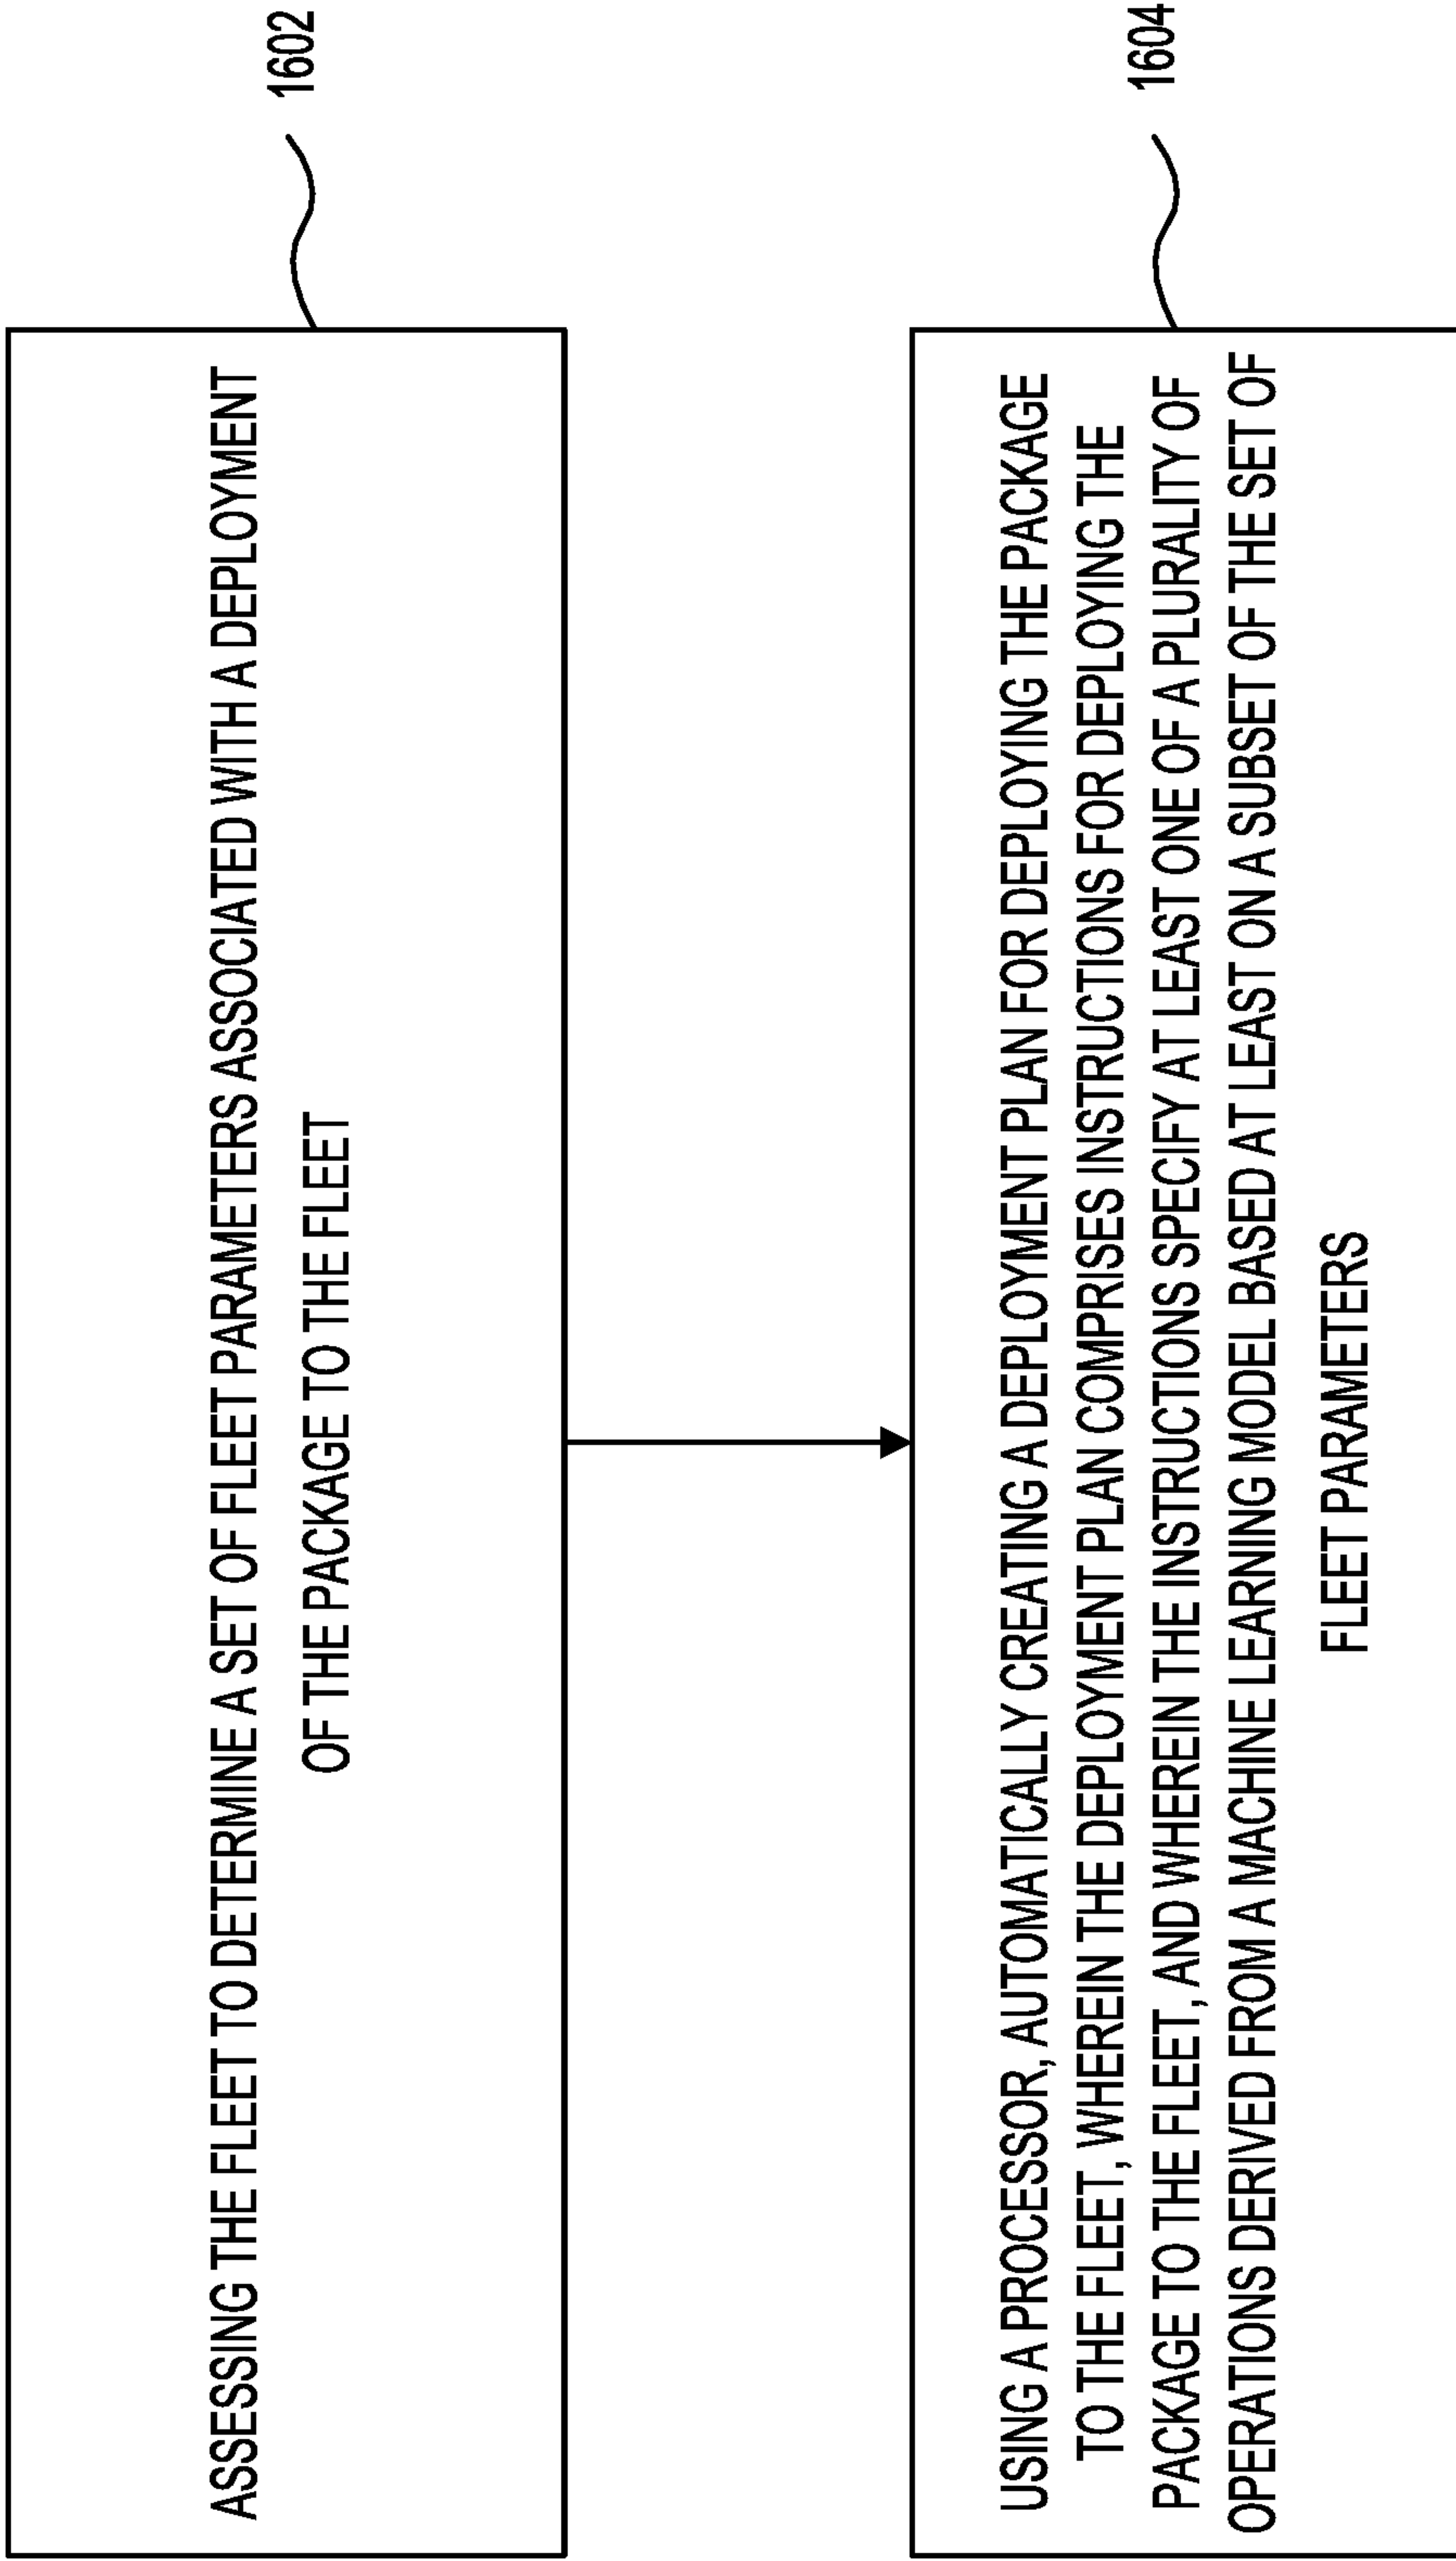 ASSESSING THE FLEET TO DETERMINE A SET OF FLEET PARAMETERS ASSOCIATED WITH A DEPLOYMENT
OF THE PACKAGE TO THE FLEET
1602
USING A PROCESSOR, AUTOMATICALLY CREATING A DEPLOYMENT PLAN FOR DEPLOYING THE PACKAGE
TO THE FLEET, WHEREIN THE DEPLOYMENT PLAN COMPRISES INSTRUCTIONS FOR DEPLOYING THE
PACKAGE TO THE FLEET, AND WHEREIN THE INSTRUCTIONS SPECIFY AT LEAST ONE OF A PLURALITY OF
OPERATIONS DERIVED FROM A MACHINE LEARNING MODEL BASED AT LEAST ON A SUBSET OF THE SET OF
FLEET PARAMETERS
1604